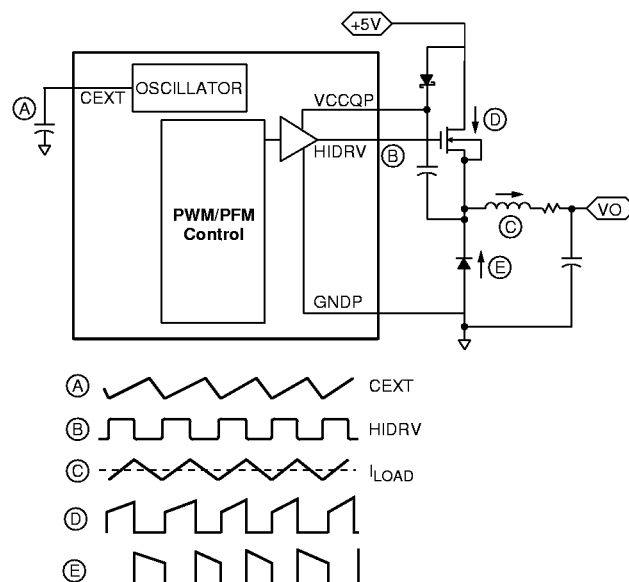 +5V
OSCILLATOR
A
CEXT
VCCQP
D
HIDRV
B
PWM/PFM
Control
VO
C
E
GNDP
A CEXT
B HIDRV
C ILOAD
D
E